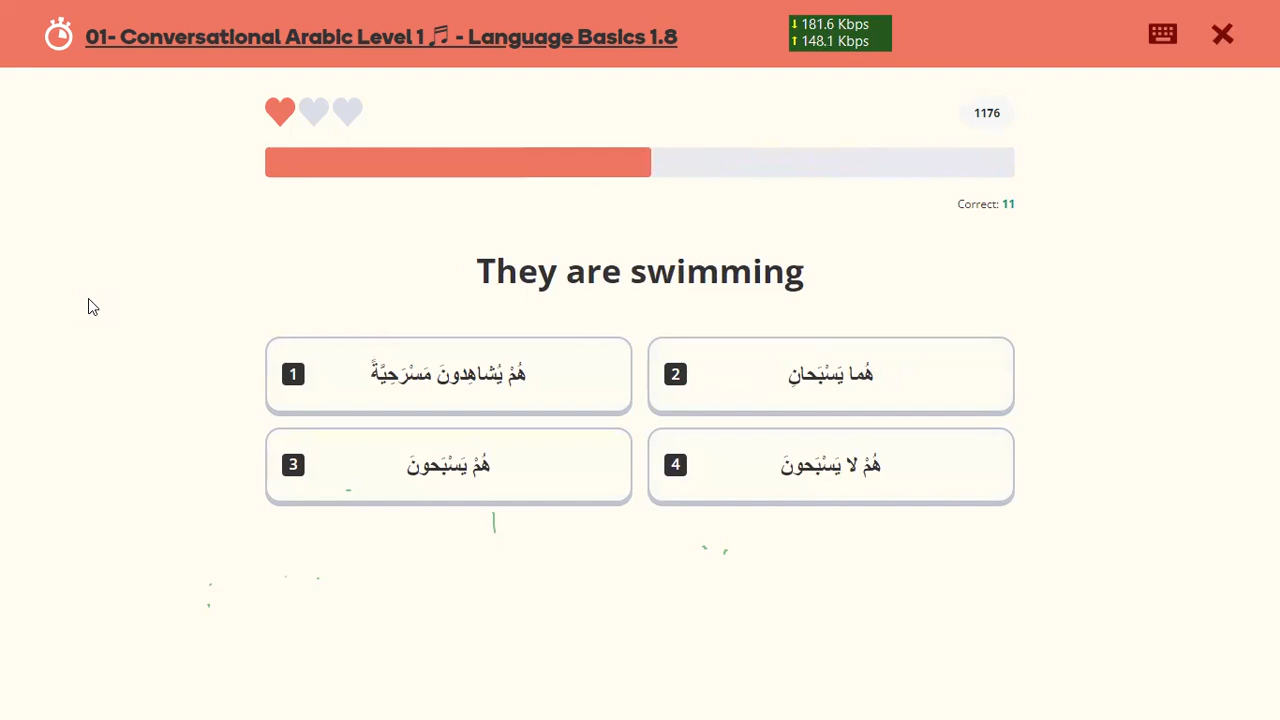 01- Conversational Arabic Level 1 🎵 - Language Basics 1.8
↓ 181.6 Kbps
↑ 148.1 Kbps
1176
Correct: 11
They are swimming
1 هُمْ يُشاهِدونَ مَسْرَحِيَّةً
2 هُما يَسْبَحانِ
3 هُمْ يَسْبَحونَ
4 هُمْ لا يَسْبَحونَ